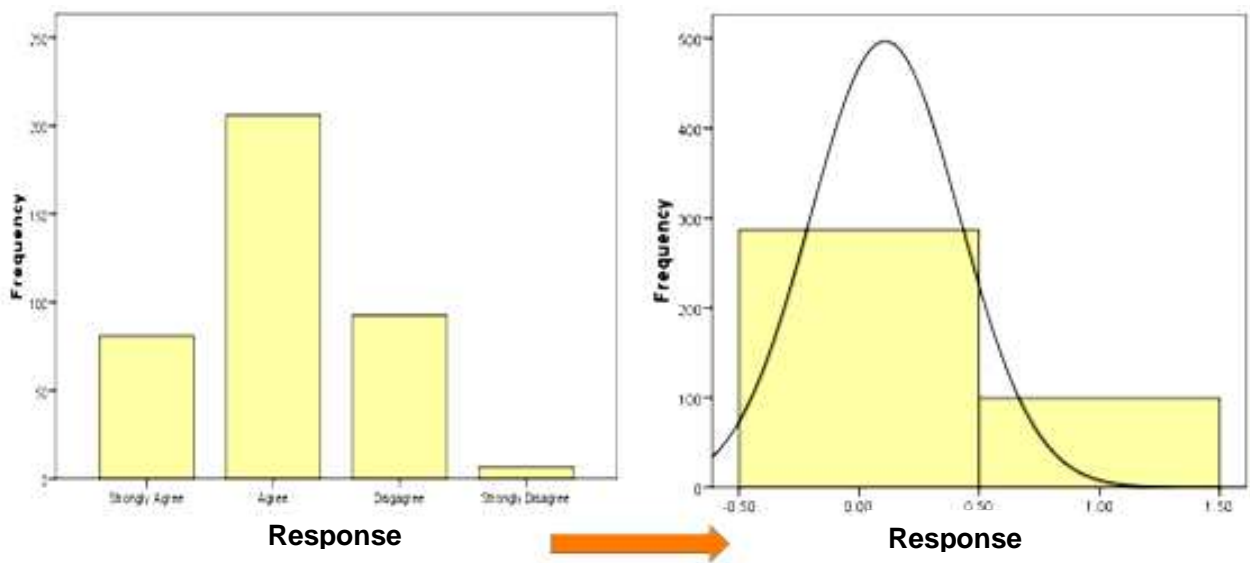 250
200
150
100
50
0
Frequency
Strongly Agree
Agree
Disagree
Strongly Disagree
Response
500
400
300
200
100
0
Frequency
-0.50
0.00
0.50
1.00
1.50
Response